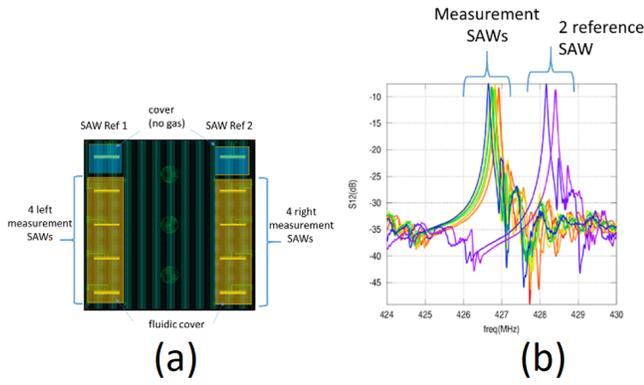 cover
(no gas)
SAW Ref 1
SAW Ref 2
4 left
measurement
SAWs
4 right
measurement
SAWs
fluidic cover
(a)
Measurement
SAWs
2 reference
SAW
S12(dB)
-10
-15
-20
-25
-30
-35
-40
-45
424
425
426
427
428
429
430
freq(MHz)
(b)